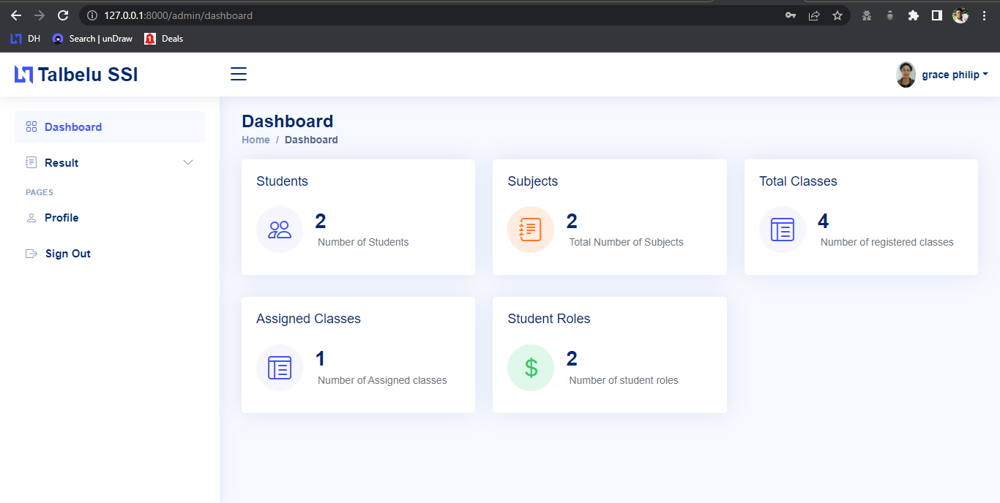 127.0.0.1:8000/admin/dashboard
DH Search | unDraw 1 Deals
Talbelu SSI
grace philip
Dashboard
Result
PAGES
Profile
Sign Out
Dashboard
Home / Dashboard
Students
2
Number of Students
Subjects
2
Total Number of Subjects
Total Classes
4
Number of registered classes
Assigned Classes
1
Number of Assigned classes
Student Roles
$
2
Number of student roles